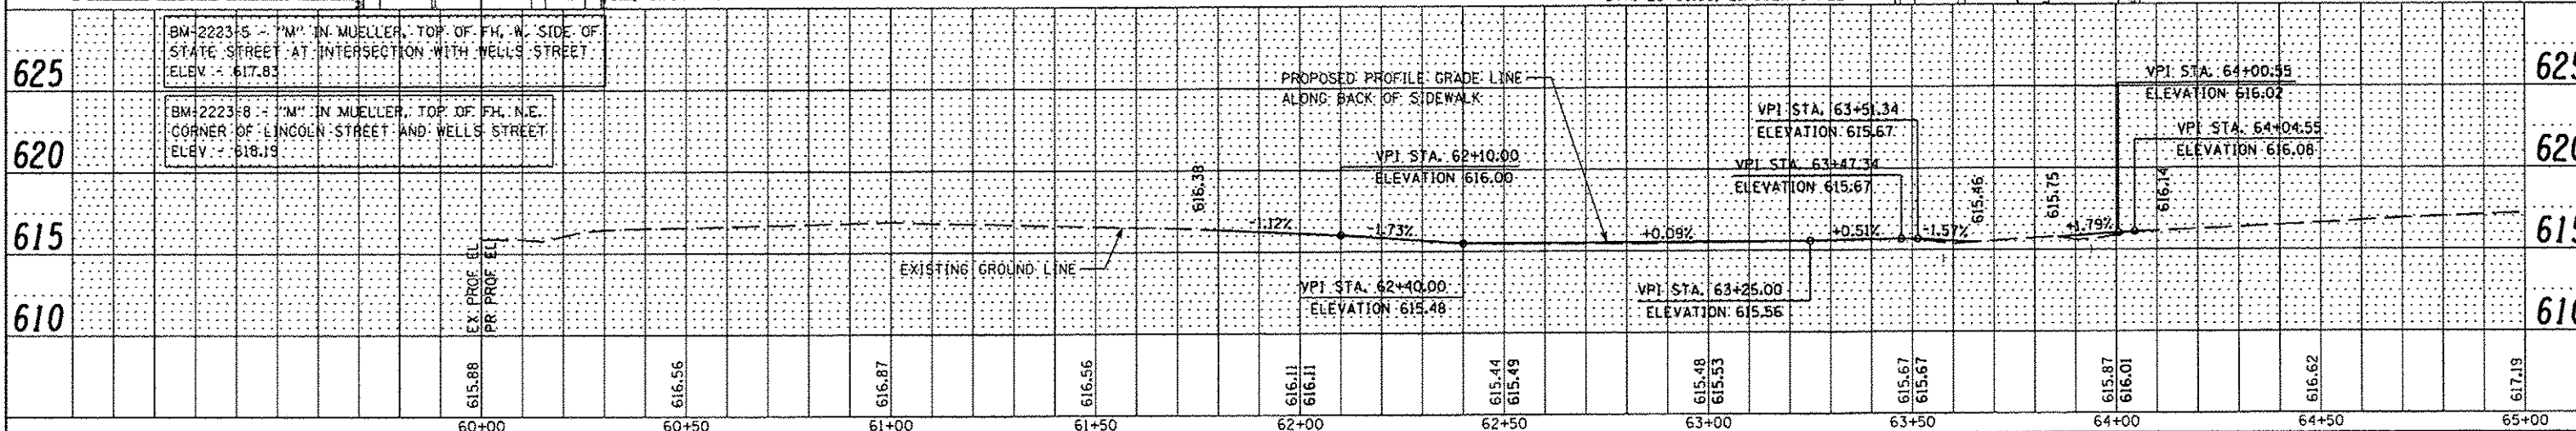 BM-2223-5 - "M" IN MUELLER, TOP OF FH, W. SIDE OF
STATE STREET AT INTERSECTION WITH WELLS STREET
ELEV - 617.83
BM-2223-8 - "M" IN MUELLER, TOP OF FH, N.E.
CORNER OF LINCOLN STREET AND WELLS STREET
ELEV - 618.19
625
620
615
610
625
620
615
610
PROPOSED PROFILE GRADE LINE
ALONG BACK OF SIDEWALK
EXISTING GROUND LINE
EX PROF EL
PR PROF EL
616.38
-1.12%
VPI STA. 62+10.00
ELEVATION 616.00
-1.73%
VPI STA. 62+40.00
ELEVATION 615.48
+0.09%
VPI STA. 63+25.00
ELEVATION 615.56
+0.51%
VPI STA. 63+47.34
ELEVATION 615.67
VPI STA. 63+51.34
ELEVATION 615.67
-1.57%
615.46
615.75
+1.79%
VPI STA. 64+00.55
ELEVATION 616.02
VPI STA. 64+04.55
ELEVATION 616.08
616.14
615.88
616.56
616.87
616.56
616.11
616.11
615.44
615.49
615.48
615.53
615.67
615.67
615.87
616.01
616.62
617.19
60+00
60+50
61+00
61+50
62+00
62+50
63+00
63+50
64+00
64+50
65+00